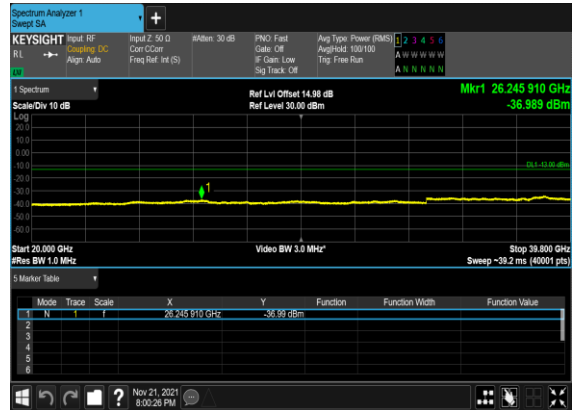 Spectrum Analyzer 1
Swept SA
KEYSIGHT Input: RF Input Z: 50 Ω #Atten: 30 dB PNO: Fast Avg Type: Power (RMS) 1 2 3 4 5 6
RL Coupling: DC Corr CCorr Gate: Off Avg|Hold: 100/100 A W W W W W
Align: Auto Freq Ref: Int (S) IF Gain: Low Trig: Free Run
Sig Track: Off A N N N N N
1 Spectrum Ref Lvl Offset 14.98 dB Mkr1 26.245 910 GHz
Scale/Div 10 dB Ref Level 30.00 dBm -36.989 dBm
Log
20.0
10.0
0.00
-10.0 DL1 -13.00 dBm
-20.0
-30.0 1
-40.0
-50.0
-60.0
Start 20.000 GHz Video BW 3.0 MHz* Stop 39.800 GHz
#Res BW 1.0 MHz Sweep ~39.2 ms (40001 pts)
5 Marker Table
Mode Trace Scale X Y Function Function Width Function Value
1 N 1 f 26.245 910 GHz -36.99 dBm
2
3
4
5
6
? Nov 21, 2021
8:00:26 PM